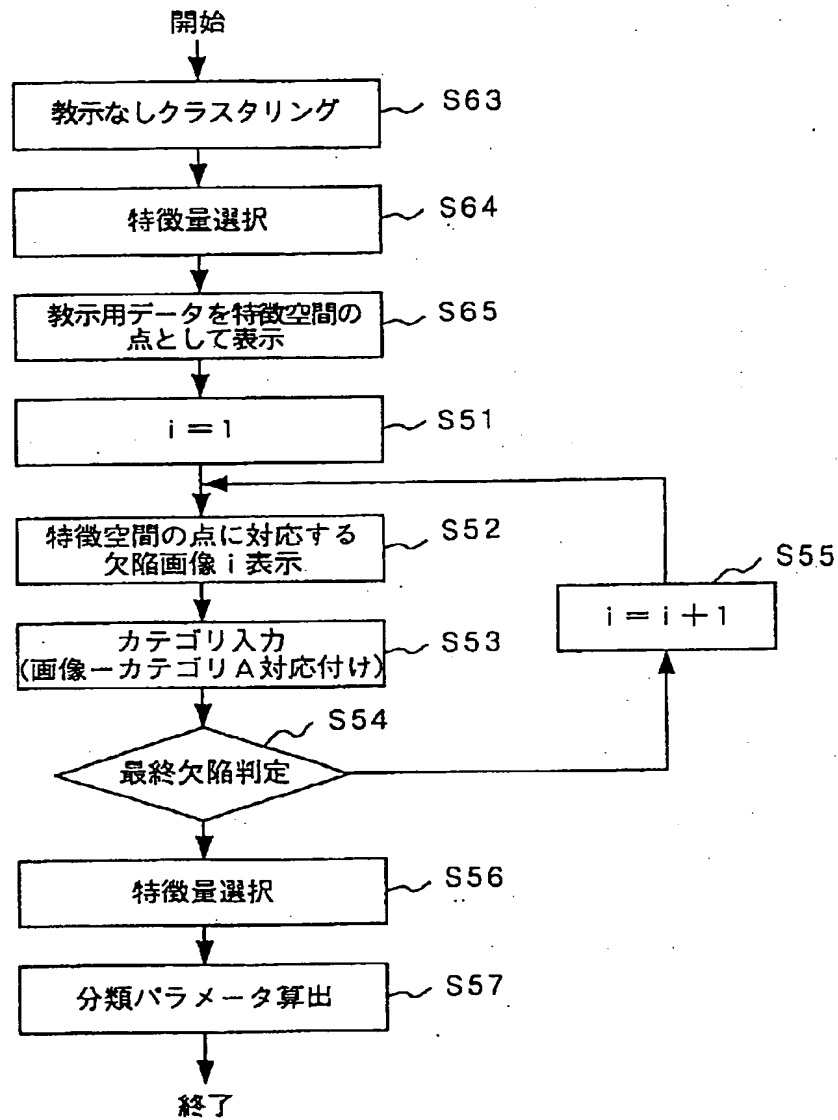 開始
教示なしクラスタリング
S63
特徴量選択
S64
教示用データを特徴空間の
点として表示
S65
i=1
S51
特徴空間の点に対応する
欠陥画像i表示
S52
S55
i=i+1
カテゴリ入力
(画像ーカテゴリA対応付け)
S53
S54
最終欠陥判定
特徴量選択
S56
分類パラメータ算出
S57
終了